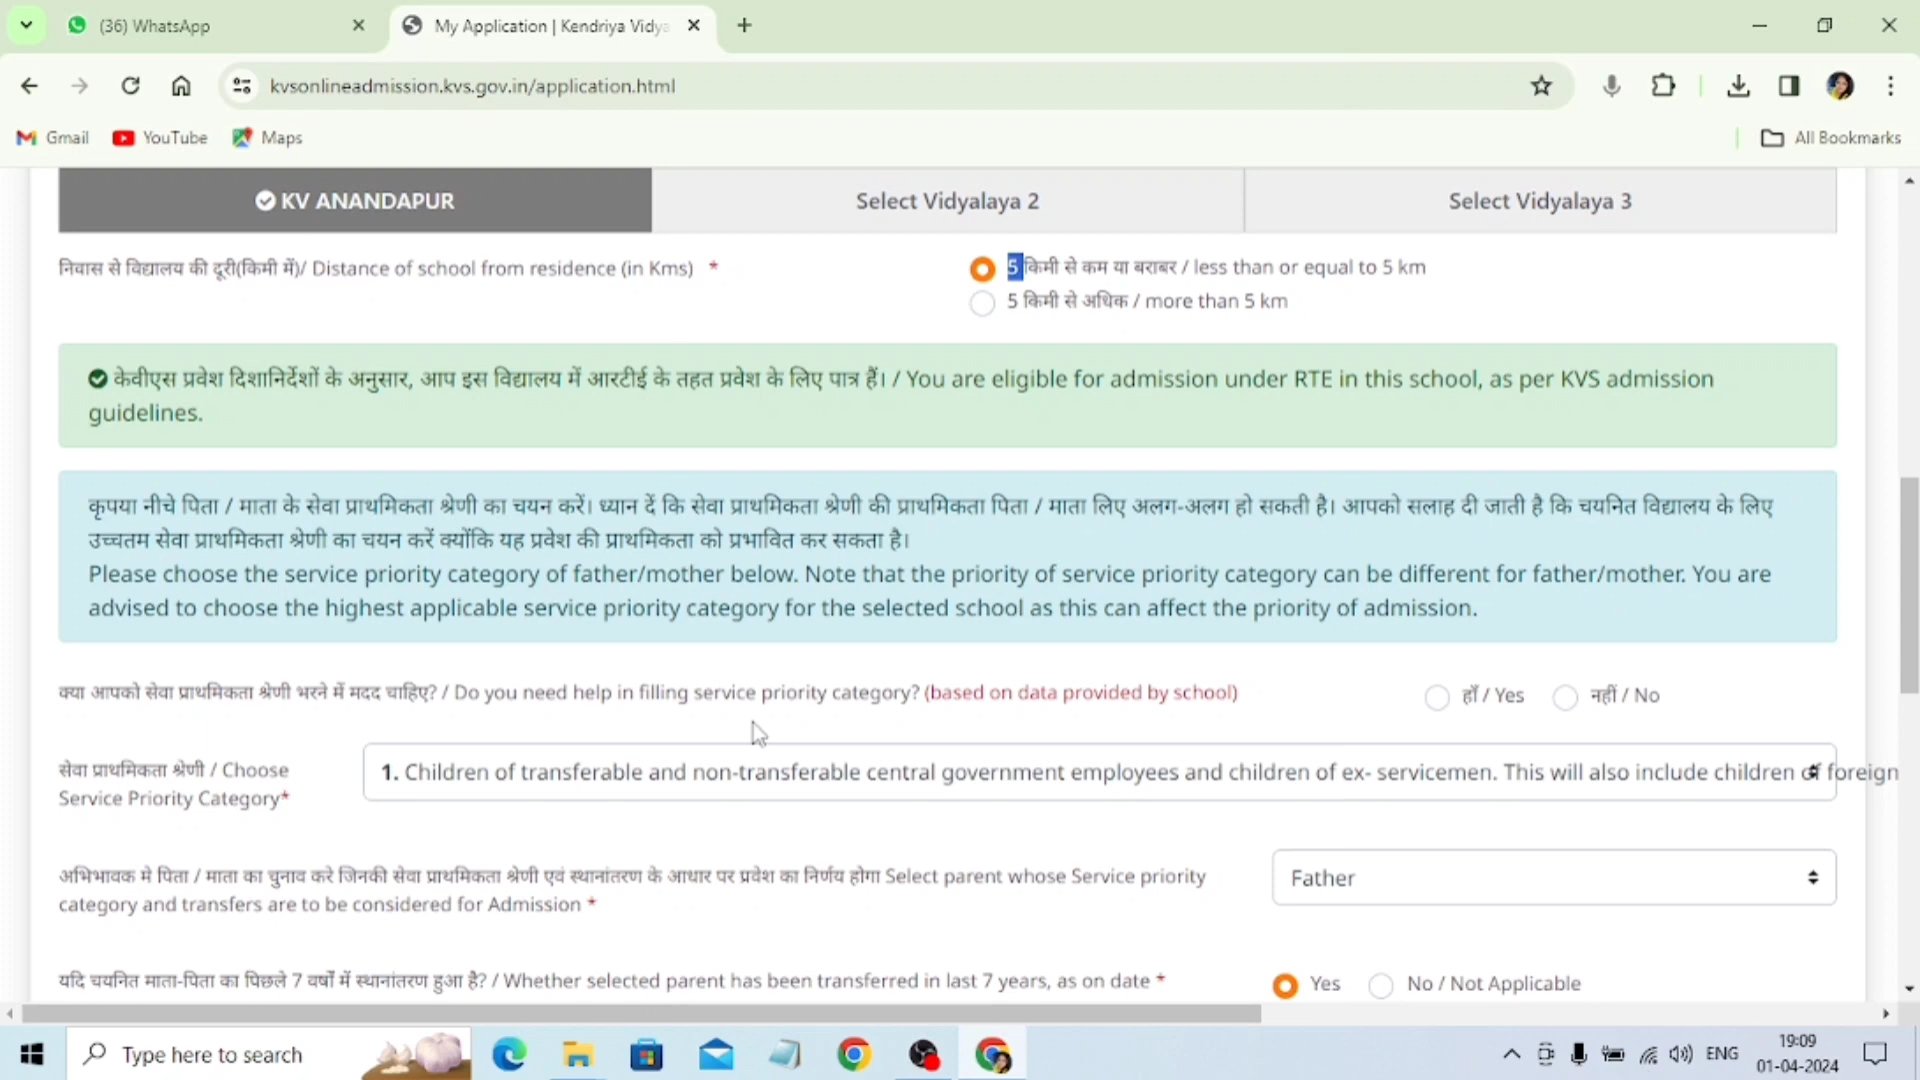 (36) WhatsApp
My Application | Kendriya Vidya
kvsonlineadmission.kvs.gov.in/application.html
Gmail
YouTube
Maps
All Bookmarks
KV ANANDAPUR
Select Vidyalaya 2
Select Vidyalaya 3
निवास से विद्यालय की दूरी(किमी में)/ Distance of school from residence (in Kms) *
5 किमी से कम या बराबर / less than or equal to 5 km
5 किमी से अधिक / more than 5 km
केवीएस प्रवेश दिशानिर्देशों के अनुसार, आप इस विद्यालय में आरटीई के तहत प्रवेश के लिए पात्र हैं। / You are eligible for admission under RTE in this school, as per KVS admission
guidelines.
कृपया नीचे पिता / माता के सेवा प्राथमिकता श्रेणी का चयन करें। ध्यान दें कि सेवा प्राथमिकता श्रेणी की प्राथमिकता पिता / माता लिए अलग-अलग हो सकती है। आपको सलाह दी जाती है कि चयनित विद्यालय के लिए
उच्चतम सेवा प्राथमिकता श्रेणी का चयन करें क्योंकि यह प्रवेश की प्राथमिकता को प्रभावित कर सकता है।
Please choose the service priority category of father/mother below. Note that the priority of service priority category can be different for father/mother. You are
advised to choose the highest applicable service priority category for the selected school as this can affect the priority of admission.
क्या आपको सेवा प्राथमिकता श्रेणी भरने में मदद चाहिए? / Do you need help in filling service priority category? (based on data provided by school)
हाँ / Yes
नहीं / No
सेवा प्राथमिकता श्रेणी / Choose
Service Priority Category*
1. Children of transferable and non-transferable central government employees and children of ex- servicemen. This will also include children of foreign
अभिभावक मे पिता / माता का चुनाव करे जिनकी सेवा प्राथमिकता श्रेणी एवं स्थानांतरण के आधार पर प्रवेश का निर्णय होगा Select parent whose Service priority
category and transfers are to be considered for Admission *
Father
यदि चयनित माता-पिता का पिछले 7 वर्षों में स्थानांतरण हुआ है? / Whether selected parent has been transferred in last 7 years, as on date *
Yes
No / Not Applicable
Type here to search
ENG
19:09
01-04-2024